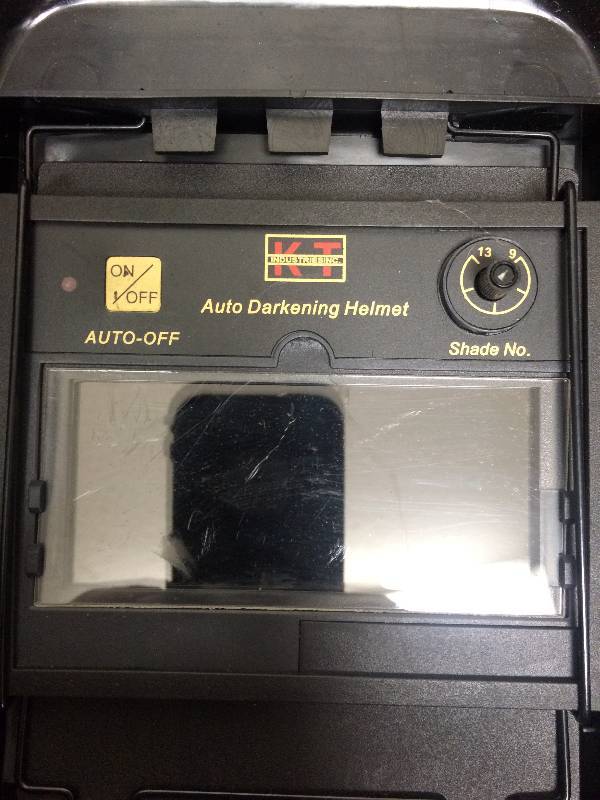 K T
INDUSTRIES INC.
ON
OFF
AUTO-OFF
Auto Darkening Helmet
13 9
Shade No.